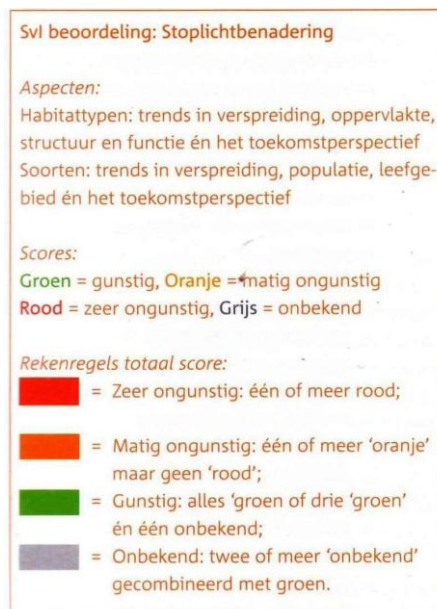 Svl beoordeling: Stoplichtbenadering
Aspecten:
Habitattypen: trends in verspreiding, oppervlakte,
structuur en functie én het toekomstperspectief
Soorten: trends in verspreiding, populatie, leefge-
bied én het toekomstperspectief
Scores:
Groen = gunstig, Oranje = matig ongunstig
Rood = zeer ongunstig, Grijs = onbekend
Rekenregels totaal score:
= Zeer ongunstig: één of meer rood;
= Matig ongunstig: één of meer 'oranje'
maar geen 'rood';
= Gunstig: alles 'groen of drie 'groen'
én één onbekend;
= Onbekend: twee of meer 'onbekend'
gecombineerd met groen.